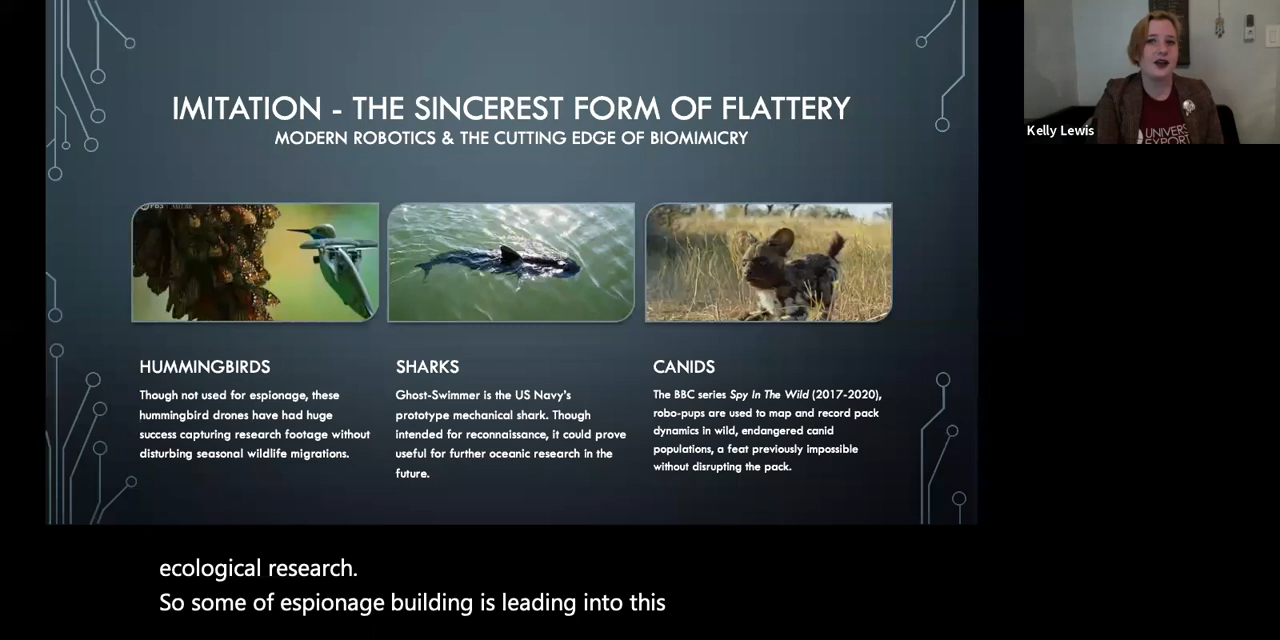 IMITATION - THE SINCEREST FORM OF FLATTERY
MODERN ROBOTICS & THE CUTTING EDGE OF BIOMIMICRY
Kelly Lewis
UNIVERS
EXPORT
PBS
HUMMINGBIRDS
Though not used for espionage, these
hummingbird drones have had huge
success capturing research footage without
disturbing seasonal wildlife migrations.
SHARKS
Ghost-Swimmer is the US Navy's
prototype mechanical shark. Though
intended for reconnaissance, it could prove
useful for further oceanic research in the
future.
CANIDS
The BBC series Spy In The Wild (2017-2020),
robo-pups are used to map and record pack
dynamics in wild, endangered canid
populations, a feat previously impossible
without disrupting the pack.
ecological research.
So some of espionage building is leading into this